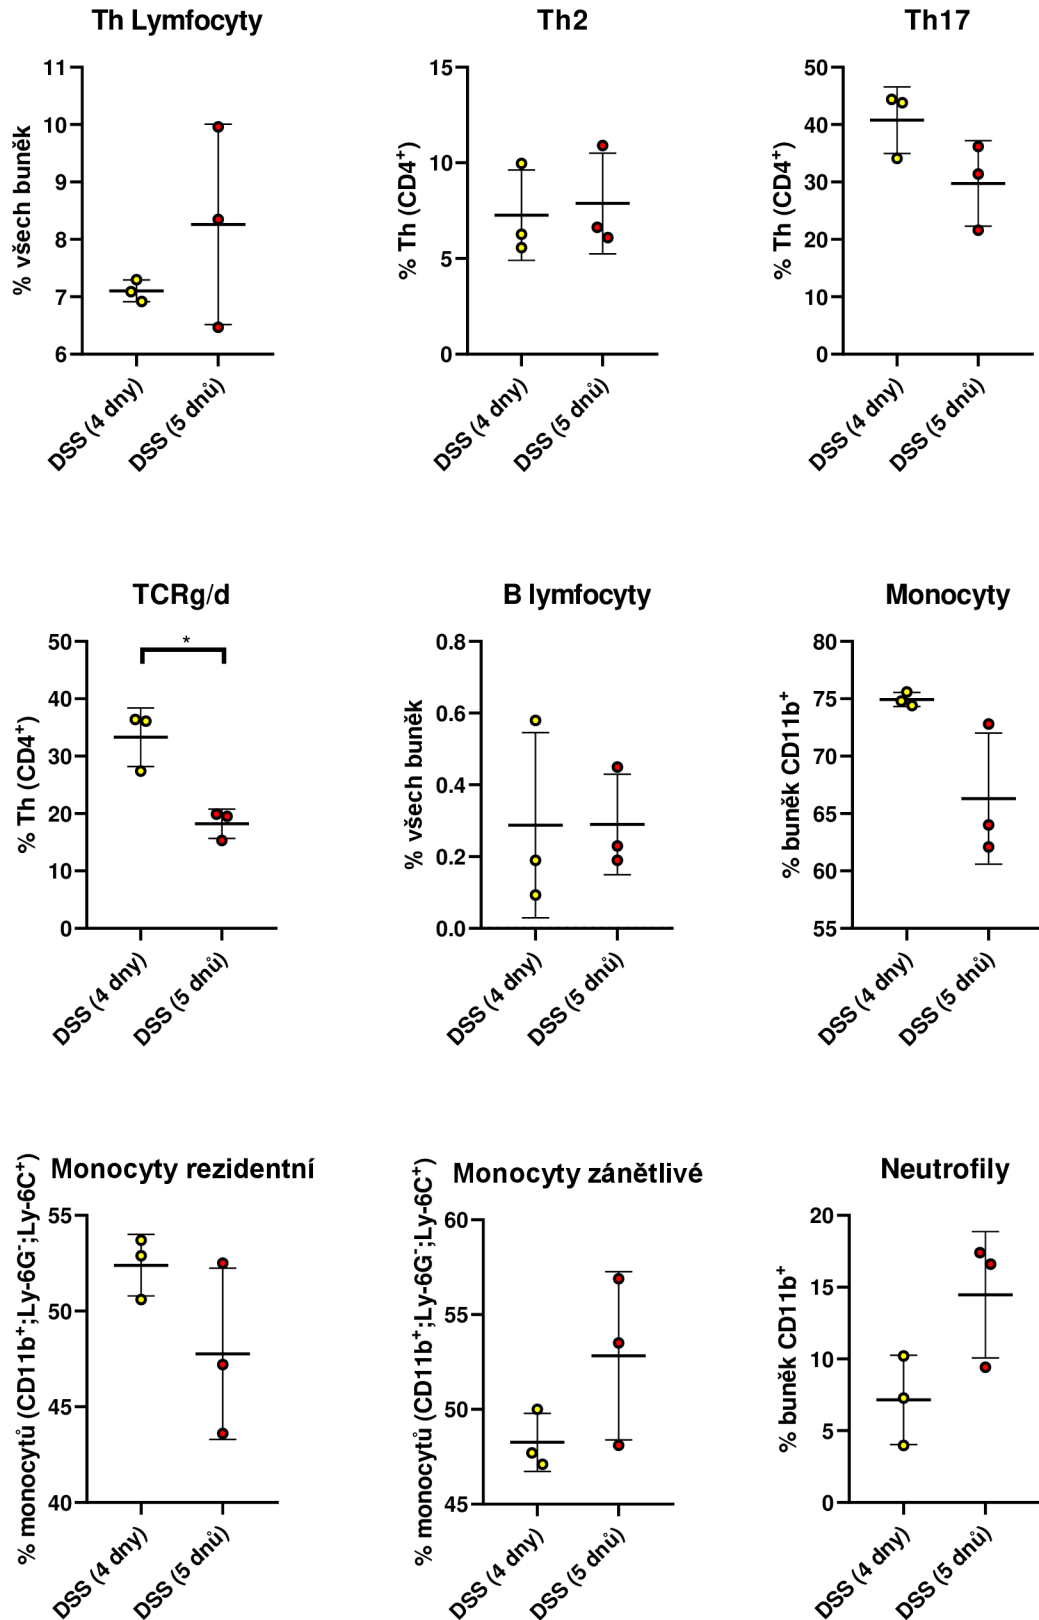 Th Lymfocyty
% všech buněk
11
10
9
8
7
6
DSS (4 dny)
DSS (5 dnů)
Th2
% Th (CD4⁺)
15
10
5
0
DSS (4 dny)
DSS (5 dnů)
Th17
% Th (CD4⁺)
50
40
30
20
10
0
DSS (4 dny)
DSS (5 dnů)
TCRg/d
% Th (CD4⁺)
50
40
30
20
10
0
*
DSS (4 dny)
DSS (5 dnů)
B lymfocyty
% všech buněk
0.8
0.6
0.4
0.2
0.0
DSS (4 dny)
DSS (5 dnů)
Monocyty
% buněk CD11b⁺
80
75
70
65
60
55
DSS (4 dny)
DSS (5 dnů)
Monocyty rezidentní
% monocytů (CD11b⁺;Ly-6G⁻;Ly-6C⁺)
55
50
45
40
DSS (4 dny)
DSS (5 dnů)
Monocyty zánětlivé
% monocytů (CD11b⁺;Ly-6G⁻;Ly-6C⁺)
60
55
50
45
DSS (4 dny)
DSS (5 dnů)
Neutrofily
% buněk CD11b⁺
20
15
10
5
0
DSS (4 dny)
DSS (5 dnů)